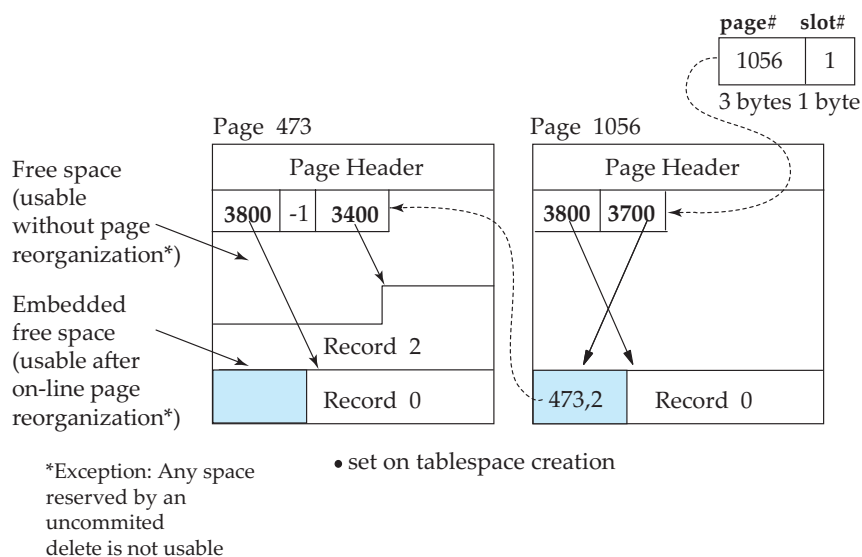 page# slot#
1056 1
3 bytes 1 byte
Page 473
Page 1056
Page Header
Page Header
3800 -1 3400
3800 3700
Free space
(usable
without page
reorganization*)
Embedded
free space
(usable after
on-line page
reorganization*)
Record 2
Record 0
473,2 Record 0
*Exception: Any space
reserved by an
uncommited
delete is not usable
• set on tablespace creation